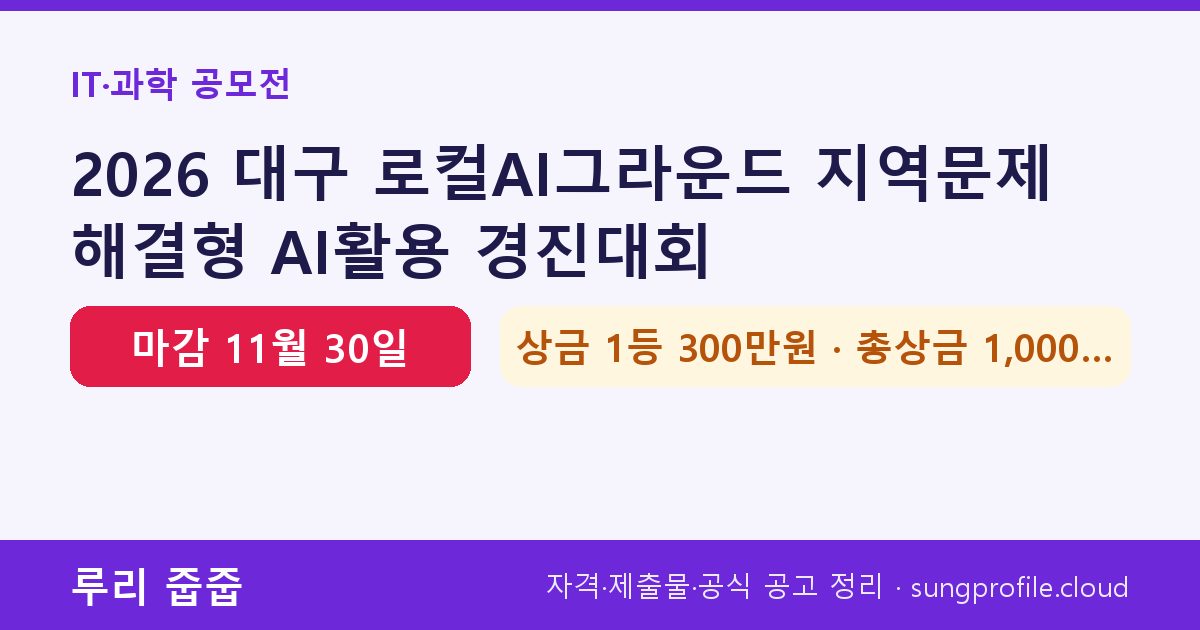 IT·과학 공모전
2026 대구 로컬AI그라운드 지역문제
해결형 AI활용 경진대회
마감 11월 30일
상금 1등 300만원 · 총상금 1,000...
루리 줍줍
자격·제출물·공식 공고 정리 · sungprofile.cloud